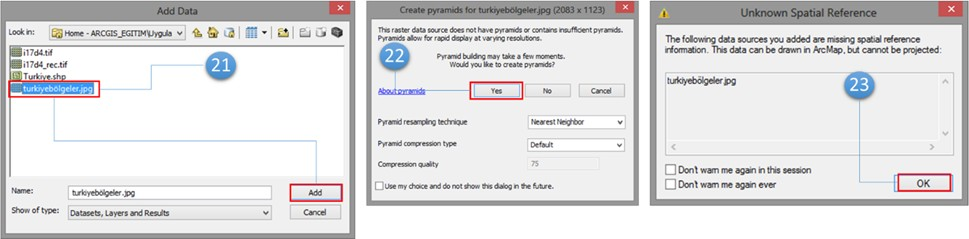 Add Data
Look in:
Home - ARCGIS_EGITIM\Uygula
i17d4.tif
i17d4_rec.tif
Turkiye.shp
turkiyebölgeler.jpg
21
Name:
turkiyebölgeler.jpg
Add
Show of type:
Datasets, Layers and Results
Cancel
Create pyramids for turkiyebölgeler.jpg (2083 x 1123)
This raster data source does not have pyramids or contains insufficient pyramids.
Pyramids allow for rapid display at varying resolutions.
22
Pyramid building may take a few moments.
Would you like to create pyramids?
About pyramids
Yes
No
Cancel
Pyramid resampling technique
Nearest Neighbor
Pyramid compression type
Default
Compression quality
75
Use my choice and do not show this dialog in the future.
Unknown Spatial Reference
The following data sources you added are missing spatial reference
information. This data can be drawn in ArcMap, but cannot be projected:
turkiyebölgeler.jpg
23
Don't warn me again in this session
Don't warn me again ever
OK